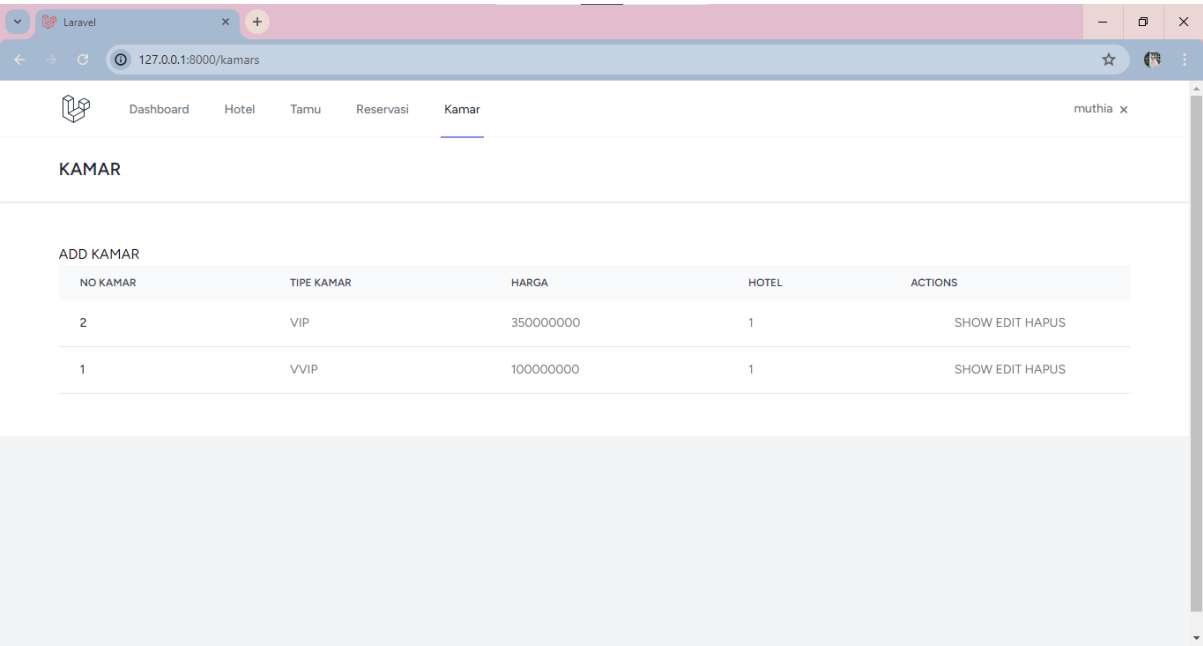 Laravel
127.0.0.1:8000/kamars
Dashboard Hotel Tamu Reservasi Kamar muthia
KAMAR
ADD KAMAR
NO KAMAR TIPE KAMAR HARGA HOTEL ACTIONS
2 VIP 350000000 1 SHOW EDIT HAPUS
1 VVIP 100000000 1 SHOW EDIT HAPUS